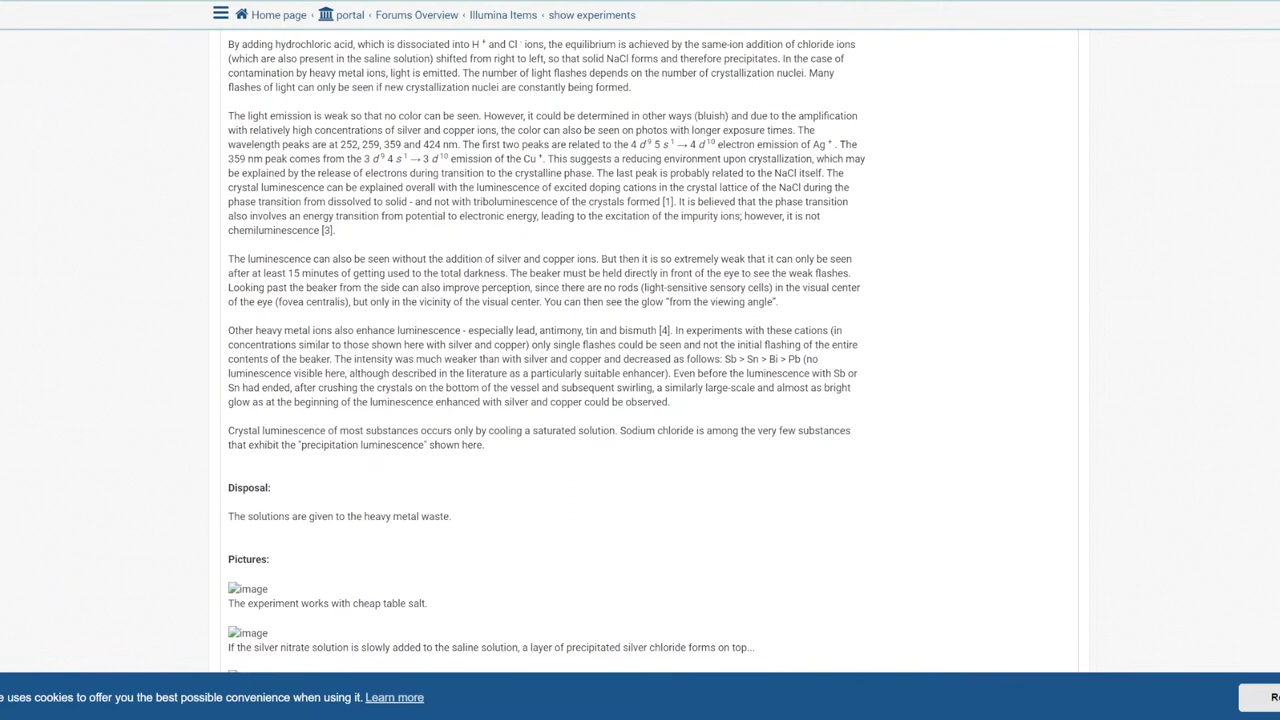 Home page ‹ portal ‹ Forums Overview ‹ Illumina Items ‹ show experiments
By adding hydrochloric acid, which is dissociated into H + and Cl - ions, the equilibrium is achieved by the same-ion addition of chloride ions
(which are also present in the saline solution) shifted from right to left, so that solid NaCl forms and therefore precipitates. In the case of
contamination by heavy metal ions, light is emitted. The number of light flashes depends on the number of crystallization nuclei. Many
flashes of light can only be seen if new crystallization nuclei are constantly being formed.
The light emission is weak so that no color can be seen. However, it could be determined in other ways (bluish) and due to the amplification
with relatively high concentrations of silver and copper ions, the color can also be seen on photos with longer exposure times. The
wavelength peaks are at 252, 259, 359 and 424 nm. The first two peaks are related to the 4 d 9 5 s 1 → 4 d 10 electron emission of Ag + . The
359 nm peak comes from the 3 d 9 4 s 1 → 3 d 10 emission of the Cu +. This suggests a reducing environment upon crystallization, which may
be explained by the release of electrons during transition to the crystalline phase. The last peak is probably related to the NaCl itself. The
crystal luminescence can be explained overall with the luminescence of excited doping cations in the crystal lattice of the NaCl during the
phase transition from dissolved to solid - and not with triboluminescence of the crystals formed [1]. It is believed that the phase transition
also involves an energy transition from potential to electronic energy, leading to the excitation of the impurity ions; however, it is not
chemiluminescence [3].
The luminescence can also be seen without the addition of silver and copper ions. But then it is so extremely weak that it can only be seen
after at least 15 minutes of getting used to the total darkness. The beaker must be held directly in front of the eye to see the weak flashes.
Looking past the beaker from the side can also improve perception, since there are no rods (light-sensitive sensory cells) in the visual center
of the eye (fovea centralis), but only in the vicinity of the visual center. You can then see the glow “from the viewing angle”.
Other heavy metal ions also enhance luminescence - especially lead, antimony, tin and bismuth [4]. In experiments with these cations (in
concentrations similar to those shown here with silver and copper) only single flashes could be seen and not the initial flashing of the entire
contents of the beaker. The intensity was much weaker than with silver and copper and decreased as follows: Sb > Sn > Bi > Pb (no
luminescence visible here, although described in the literature as a particularly suitable enhancer). Even before the luminescence with Sb or
Sn had ended, after crushing the crystals on the bottom of the vessel and subsequent swirling, a similarly large-scale and almost as bright
glow as at the beginning of the luminescence enhanced with silver and copper could be observed.
Crystal luminescence of most substances occurs only by cooling a saturated solution. Sodium chloride is among the very few substances
that exhibit the "precipitation luminescence" shown here.
Disposal:
The solutions are given to the heavy metal waste.
Pictures:
image
The experiment works with cheap table salt.
image
If the silver nitrate solution is slowly added to the saline solution, a layer of precipitated silver chloride forms on top...
e uses cookies to offer you the best possible convenience when using it. Learn more